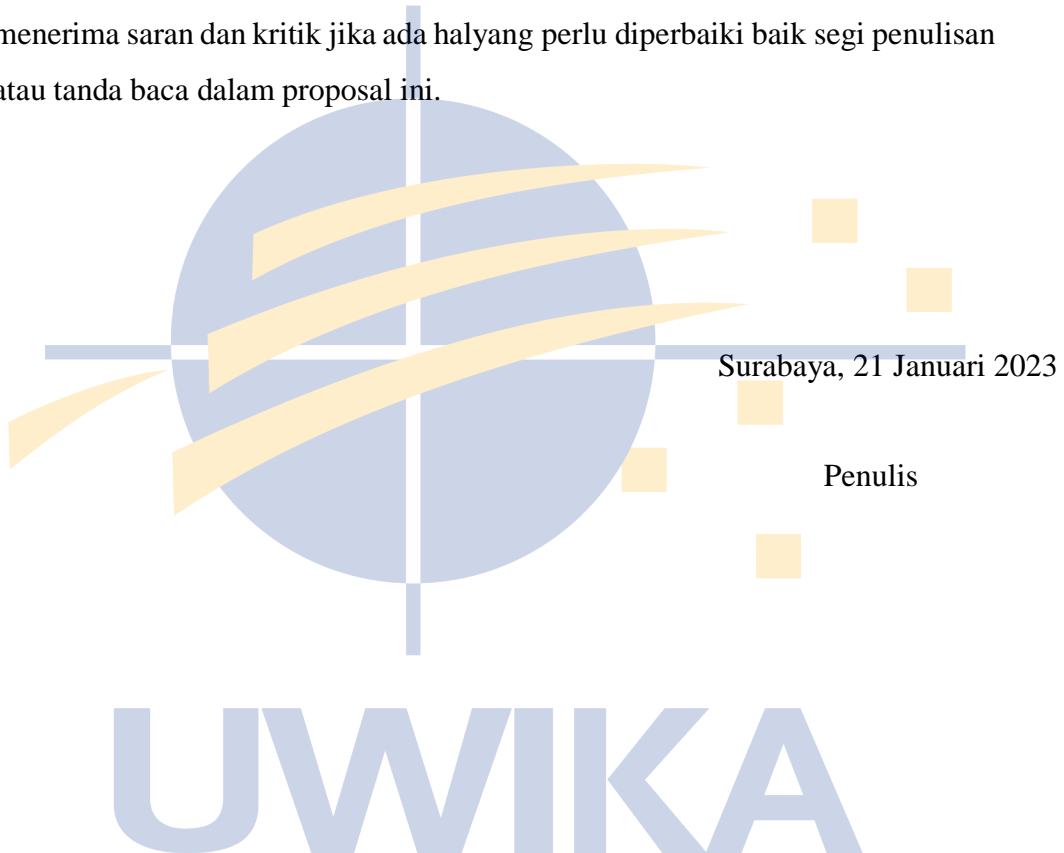 menerima saran dan kritik jika ada halyang perlu diperbaiki baik segi penulisan
atau tanda baca dalam proposal ini.
Surabaya, 21 Januari 2023
Penulis
UWIKA